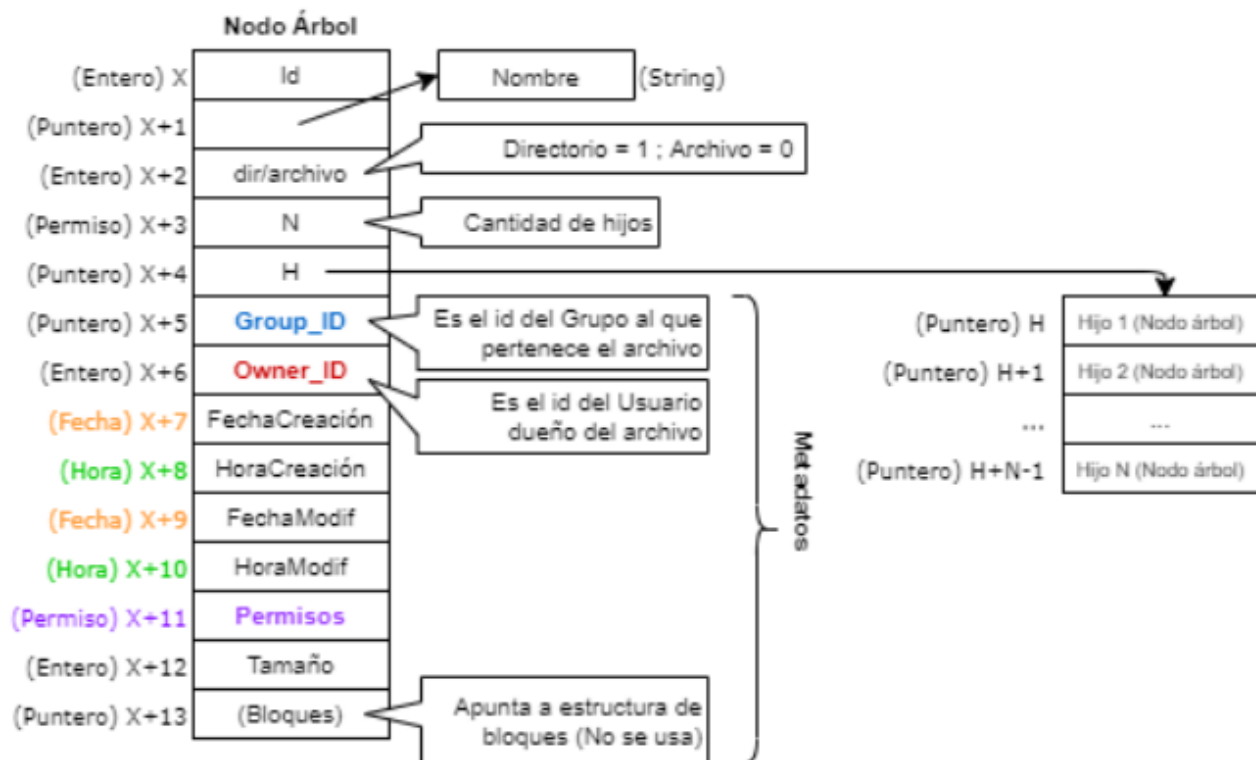 Nodo Árbol
(Entero) X
Id
Nombre
(String)
(Puntero) X+1
Directorio = 1 ; Archivo = 0
(Entero) X+2
dir/archivo
(Permiso) X+3
N
Cantidad de hijos
(Puntero) X+4
H
(Puntero) X+5
Group_ID
Es el id del Grupo al que
pertenece el archivo
(Puntero) H
Hijo 1 (Nodo árbol)
(Entero) X+6
Owner_ID
(Puntero) H+1
Hijo 2 (Nodo árbol)
Es el id del Usuario
dueño del archivo
(Fecha) X+7
FechaCreación
...
...
(Hora) X+8
HoraCreación
(Puntero) H+N-1
Hijo N (Nodo árbol)
Metadatos
(Fecha) X+9
FechaModif
(Hora) X+10
HoraModif
(Permiso) X+11
Permisos
(Entero) X+12
Tamaño
(Puntero) X+13
(Bloques)
Apunta a estructura de
bloques (No se usa)